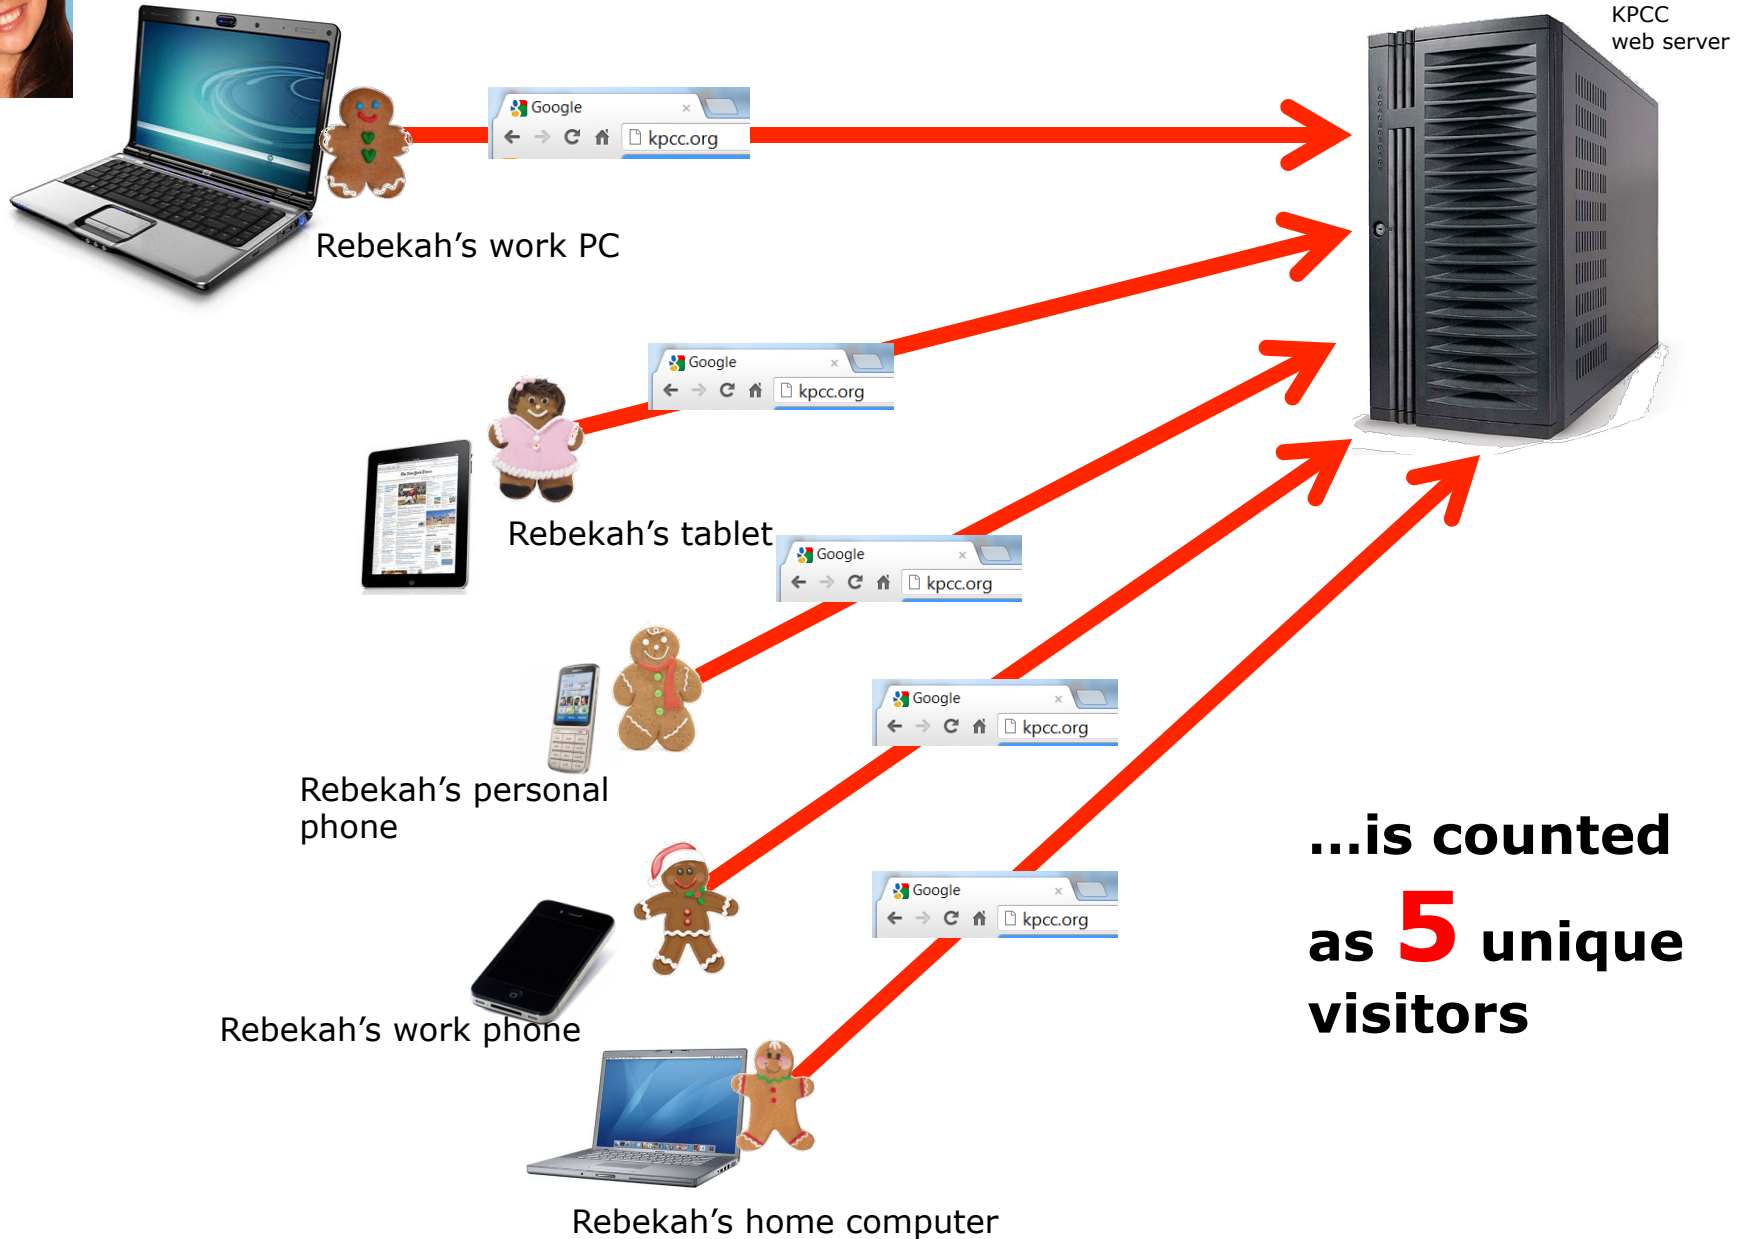 KPCC
web server
Google
kpcc.org
Rebekah's work PC
Google
kpcc.org
Rebekah's tablet
Google
kpcc.org
Rebekah's personal
phone
Google
kpcc.org
Rebekah's work phone
Google
kpcc.org
Rebekah's home computer
...is counted
as 5 unique
visitors